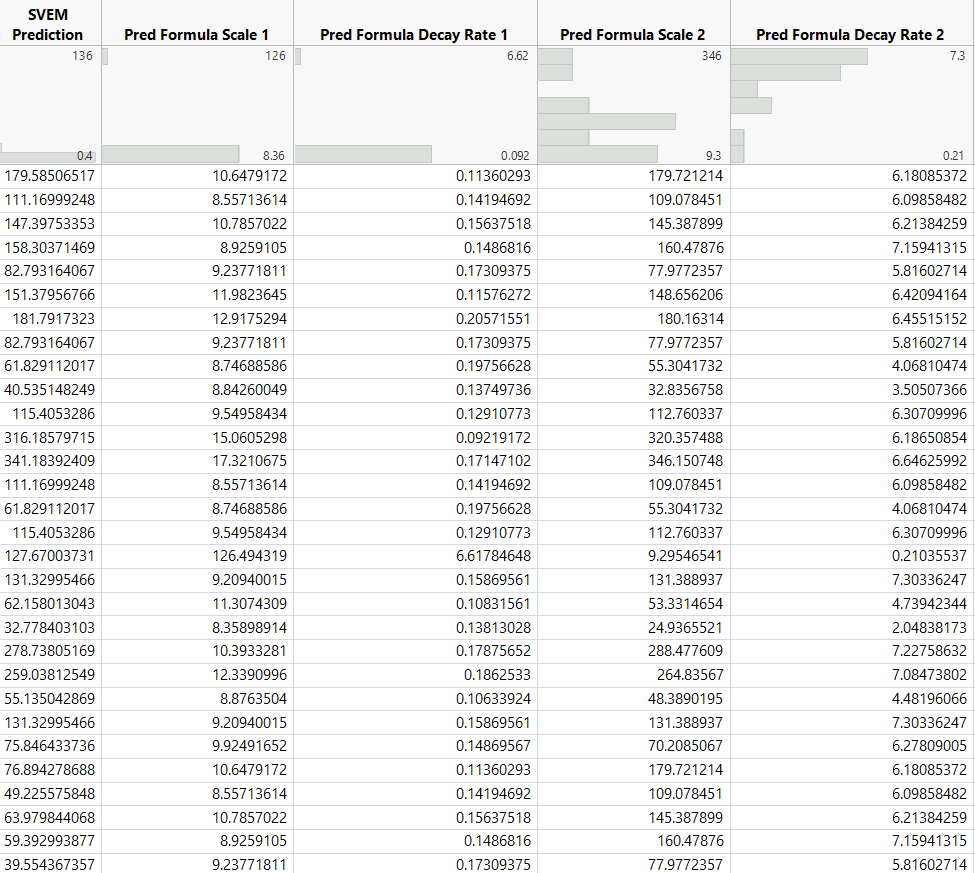 SVEM
Prediction Pred Formula Scale 1 Pred Formula Decay Rate 1 Pred Formula Scale 2 Pred Formula Decay Rate 2
136 126 6.62 346 7.3
0.4 8.36 0.092 9.3 0.21
179.58506517 10.6479172 0.11360293 179.721214 6.18085372
111.16999248 8.55713614 0.14194692 109.078451 6.09858482
147.39753353 10.7857022 0.15637518 145.387899 6.21384259
158.30371469 8.9259105 0.1486816 160.47876 7.15941315
82.793164067 9.23771811 0.17309375 77.9772357 5.81602714
151.37956766 11.9823645 0.11576272 148.656206 6.42094164
181.7917323 12.9175294 0.20571551 180.16314 6.45515152
82.793164067 9.23771811 0.17309375 77.9772357 5.81602714
61.829112017 8.74688586 0.19756628 55.3041732 4.06810474
40.535148249 8.84260049 0.13749736 32.8356758 3.50507366
115.4053286 9.54958434 0.12910773 112.760337 6.30709996
316.18579715 15.0605298 0.09219172 320.357488 6.18650854
341.18392409 17.3210675 0.17147102 346.150748 6.64625992
111.16999248 8.55713614 0.14194692 109.078451 6.09858482
61.829112017 8.74688586 0.19756628 55.3041732 4.06810474
115.4053286 9.54958434 0.12910773 112.760337 6.30709996
127.67003731 126.494319 6.61784648 9.29546541 0.21035537
131.32995466 9.20940015 0.15869561 131.388937 7.30336247
62.158013043 11.3074309 0.10831561 53.3314654 4.73942344
32.778403103 8.35898914 0.13813028 24.9365521 2.04838173
278.73805169 10.3933281 0.17875652 288.477609 7.22758632
259.03812549 12.3390996 0.1862533 264.83567 7.08473802
55.135042869 8.8763504 0.10633924 48.3890195 4.48196066
131.32995466 9.20940015 0.15869561 131.388937 7.30336247
75.846433736 9.92491652 0.14869567 70.2085067 6.27809005
76.894278688 10.6479172 0.11360293 179.721214 6.18085372
49.225575848 8.55713614 0.14194692 109.078451 6.09858482
63.979844068 10.7857022 0.15637518 145.387899 6.21384259
59.392993877 8.9259105 0.1486816 160.47876 7.15941315
39.554367357 9.23771811 0.17309375 77.9772357 5.81602714